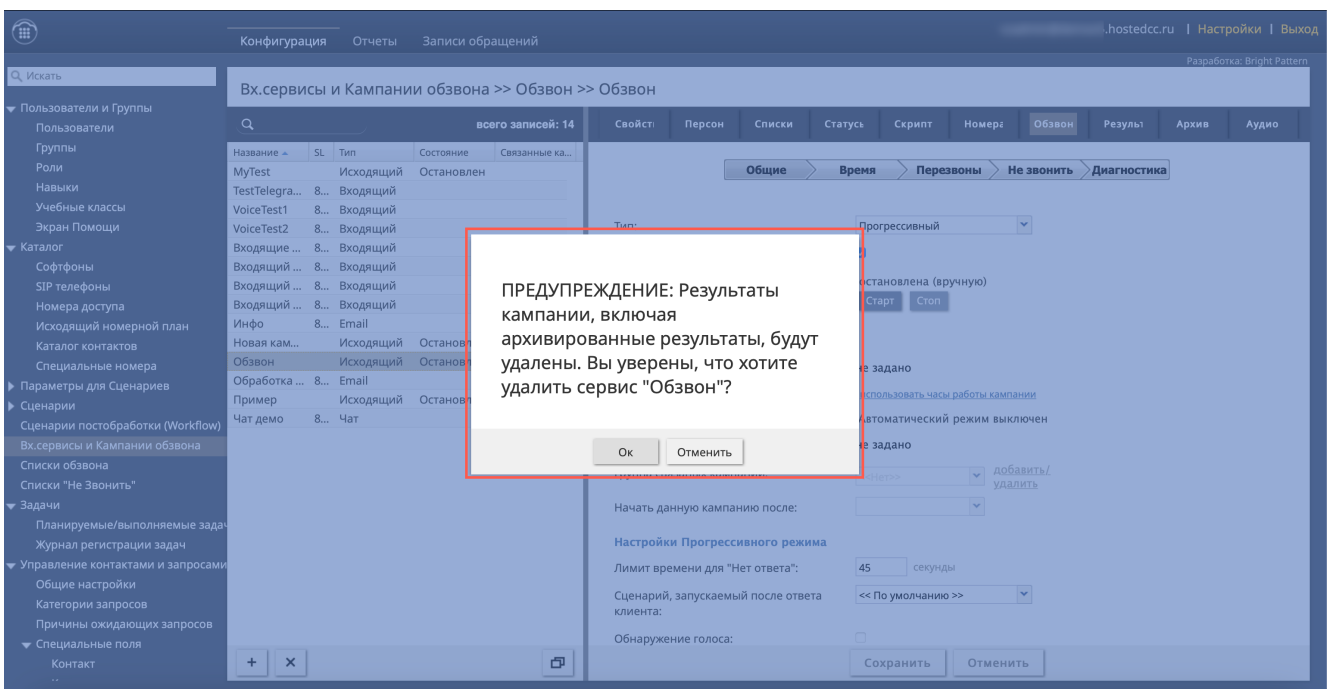 Конфигурация Отчеты Записи обращений
.hostedcc.ru | Настройки | Выход
Разработка: Bright Pattern
Искать
Пользователи и Группы
Пользователи
Группы
Роли
Навыки
Учебные классы
Экран Помощи
Каталог
Софтфоны
SIP телефоны
Номера доступа
Исходящий номерной план
Каталог контактов
Специальные номера
Параметры для Сценариев
Сценарии
Сценарии постобработки (Workflow)
Вх.сервисы и Кампании обзвона
Списки обзвона
Списки "Не Звонить"
Задачи
Планируемые/выполняемые задач
Журнал регистрации задач
Управление контактами и запросами
Общие настройки
Категории запросов
Причины ожидающих запросов
Специальные поля
Контакт
Вх.сервисы и Кампании обзвона >> Обзвон >> Обзвон
всего записей: 14
Название SL Тип Состояние Связанные ка...
MyTest Исходящий Остановлен
TestTelegra... 8... Входящий
VoiceTest1 8... Входящий
VoiceTest2 8... Входящий
Входящие ... 8... Входящий
Входящий ... 8... Входящий
Входящий ... 8... Входящий
Входящий ... 8... Входящий
Инфо 8... Email
Новая кам... Исходящий Останов
Обзвон Исходящий Останов
Обработка ... 8... Email
Пример Исходящий Останов
Чат демо 8... Чат
Свойст Персон Списки Статусь Скрипт Номера Обзвон Результ Архив Аудио
Общие Время Перезвоны Не звонить Диагностика
Тип: Прогрессивный
остановлена (вручную)
Старт Стоп
не задано
использовать часы работы кампании
Автоматический режим выключен
не задано
<<Нет>> добавить/
удалить
Начать данную кампанию после:
Настройки Прогрессивного режима
Лимит времени для "Нет ответа": 45 секунды
Сценарий, запускаемый после ответа
клиента: << По умолчанию >>
Обнаружение голоса:
Сохранить Отменить
ПРЕДУПРЕЖДЕНИЕ: Результаты
кампании, включая
архивированные результаты, будут
удалены. Вы уверены, что хотите
удалить сервис "Обзвон"?
Ок Отменить